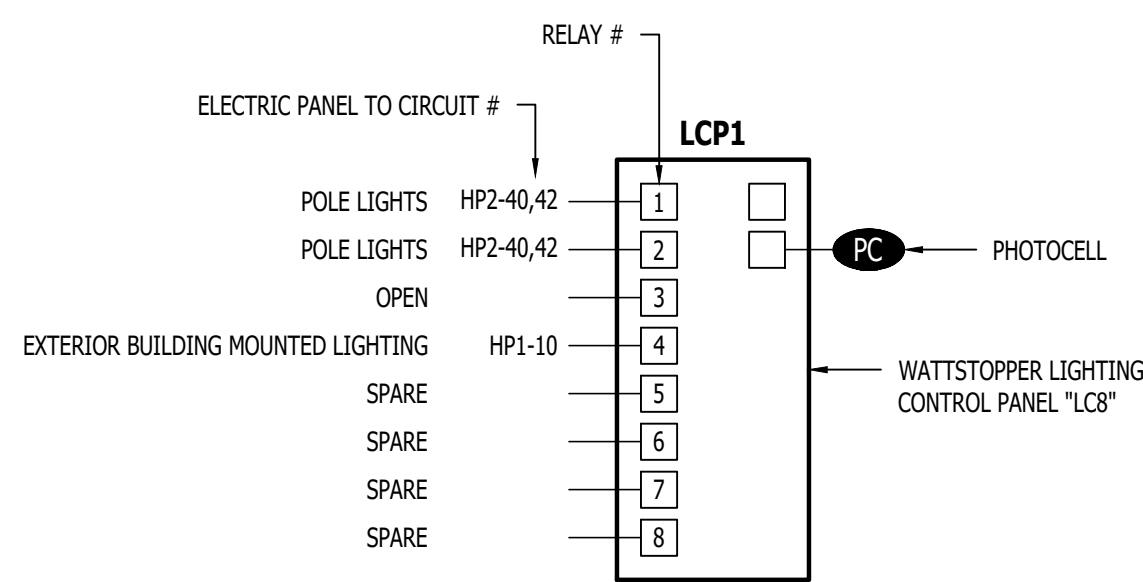 RELAY #
ELECTRIC PANEL TO CIRCUIT #
LCP1
POLE LIGHTS HP2-40,42 1
POLE LIGHTS HP2-40,42 2 PC PHOTOCELL
OPEN 3
EXTERIOR BUILDING MOUNTED LIGHTING HP1-10 4
WATTSTOPPER LIGHTING
CONTROL PANEL "LC8"
SPARE 5
SPARE 6
SPARE 7
SPARE 8